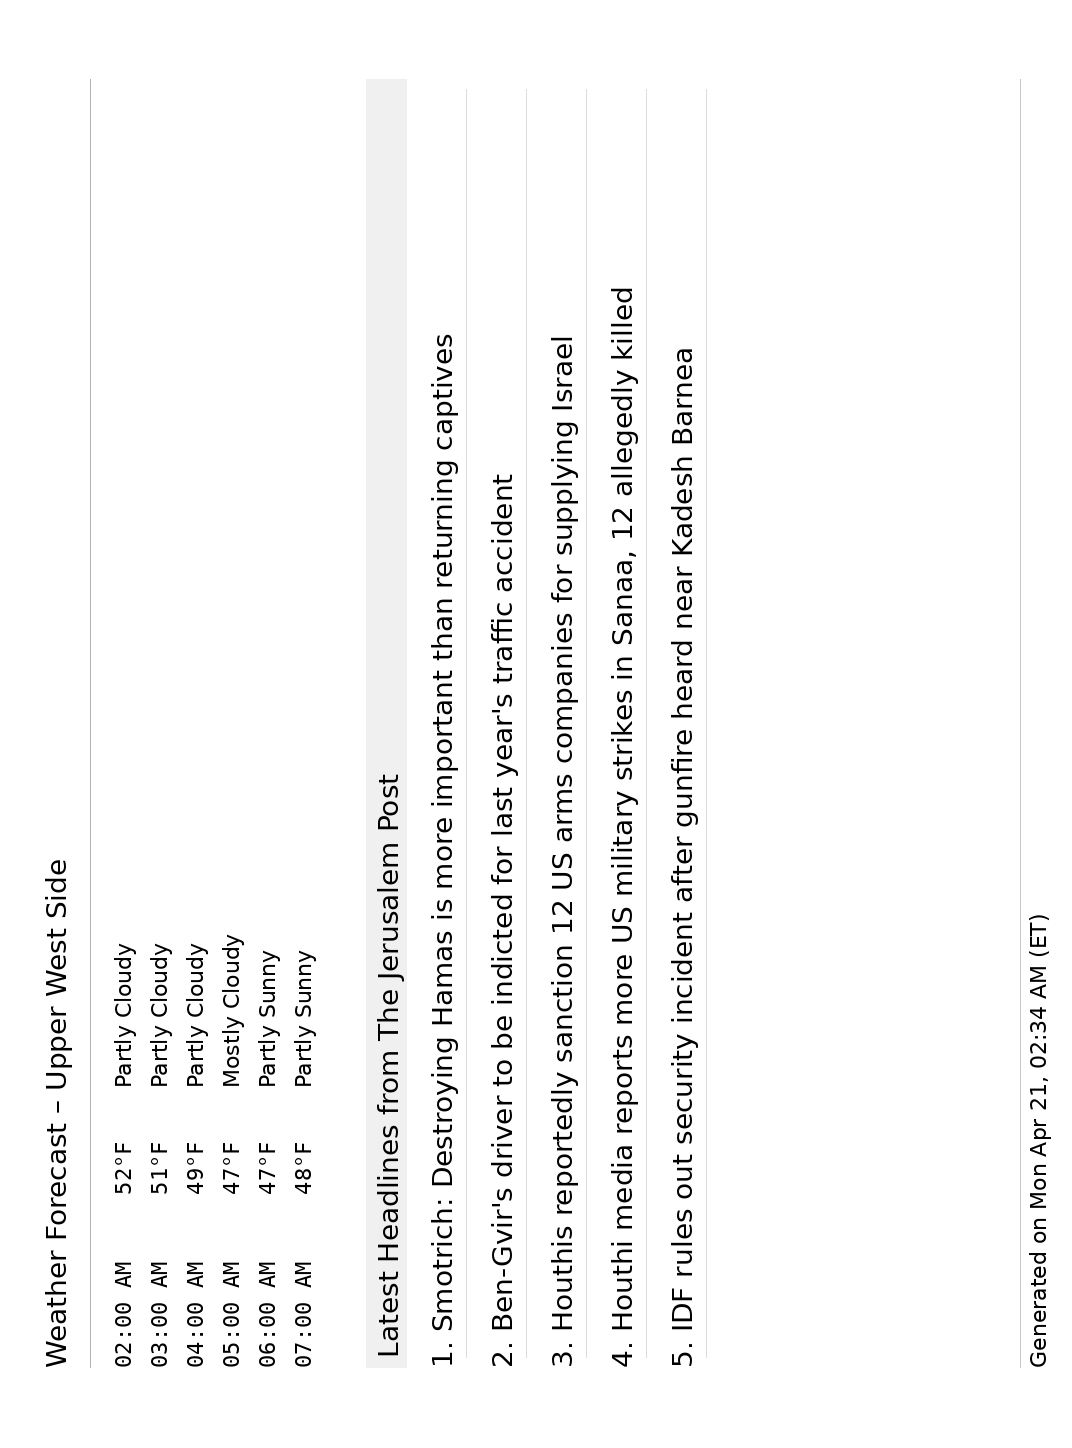 Weather Forecast – Upper West Side
02:00 AM 52°F Partly Cloudy
03:00 AM 51°F Partly Cloudy
04:00 AM 49°F Partly Cloudy
05:00 AM 47°F Mostly Cloudy
06:00 AM 47°F Partly Sunny
07:00 AM 48°F Partly Sunny
Latest Headlines from The Jerusalem Post
1. Smotrich: Destroying Hamas is more important than returning captives
2. Ben-Gvir's driver to be indicted for last year's traffic accident
3. Houthis reportedly sanction 12 US arms companies for supplying Israel
4. Houthi media reports more US military strikes in Sanaa, 12 allegedly killed
5. IDF rules out security incident after gunfire heard near Kadesh Barnea
Generated on Mon Apr 21, 02:34 AM (ET)